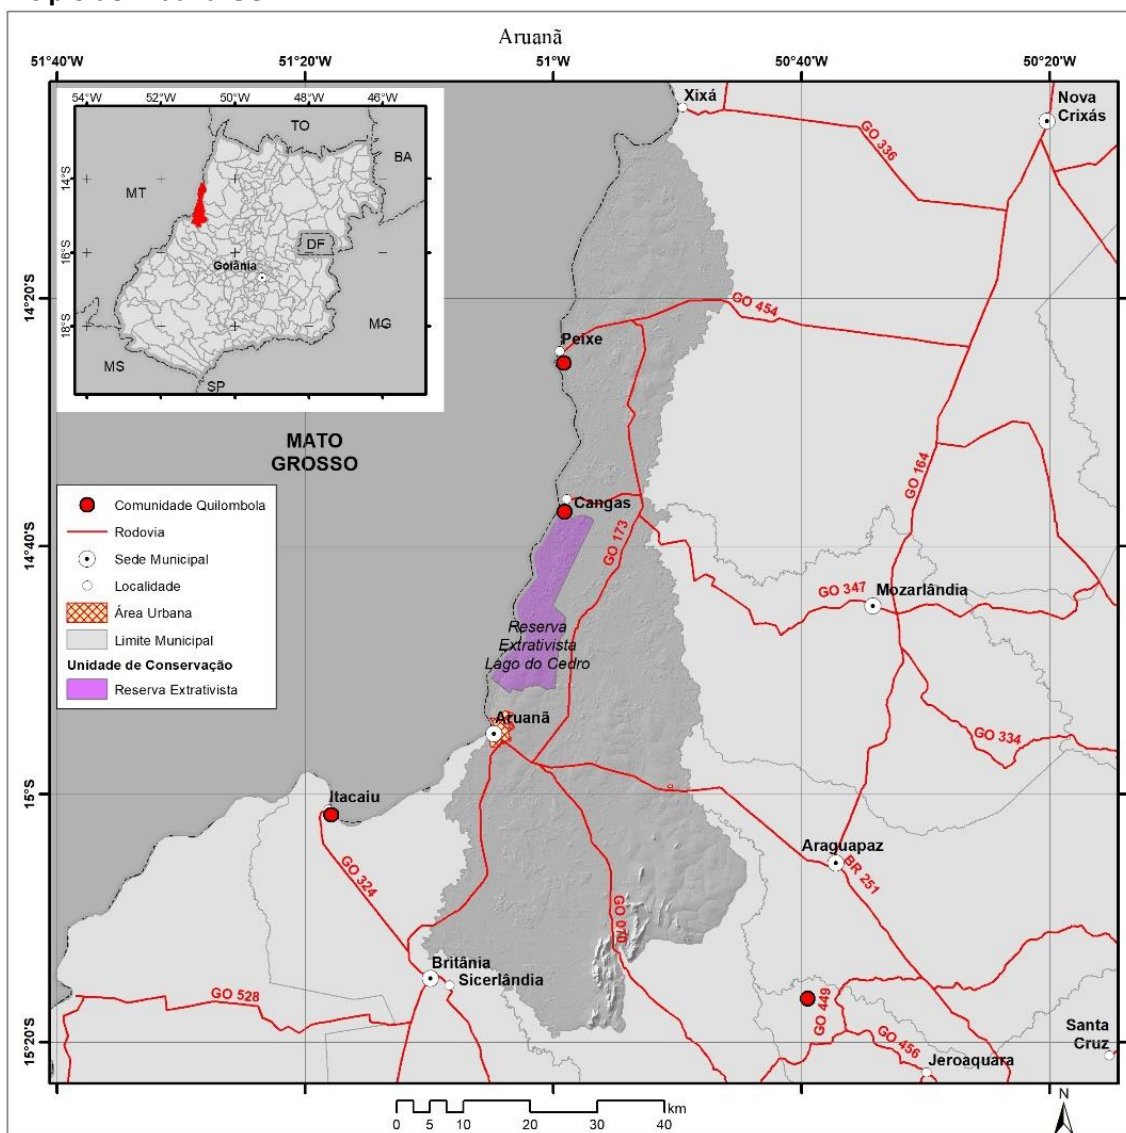 Aruanã
51°40'W
51°20'W
51°W
50°40'W
50°20'W
54°W
52°W
50°W
48°W
46°W
14°S
16°S
18°S
TO
BA
MT
DF
Goiânia
MG
MS
SP
Xixá
Nova
Crixás
GO 336
14°20'S
GO 454
Peixe
MATO
GROSSO
GO 164
Cangas
GO 173
14°40'S
GO 347
Mozarlândia
Comunidade Quilombola
Rodovia
Sede Municipal
Localidade
Área Urbana
Limite Municipal
Unidade de Conservação
Reserva Extrativista
Reserva
Extrativista
Lago do Cedro
Aruanã
GO 334
15°S
Itacaiu
Araguapaz
BR 251
GO 324
GO 070
Britânia
Sicerlândia
GO 528
GO 449
GO 456
15°20'S
Santa
Cruz
Jeroaquara
N
km
0 5 10 20 30 40